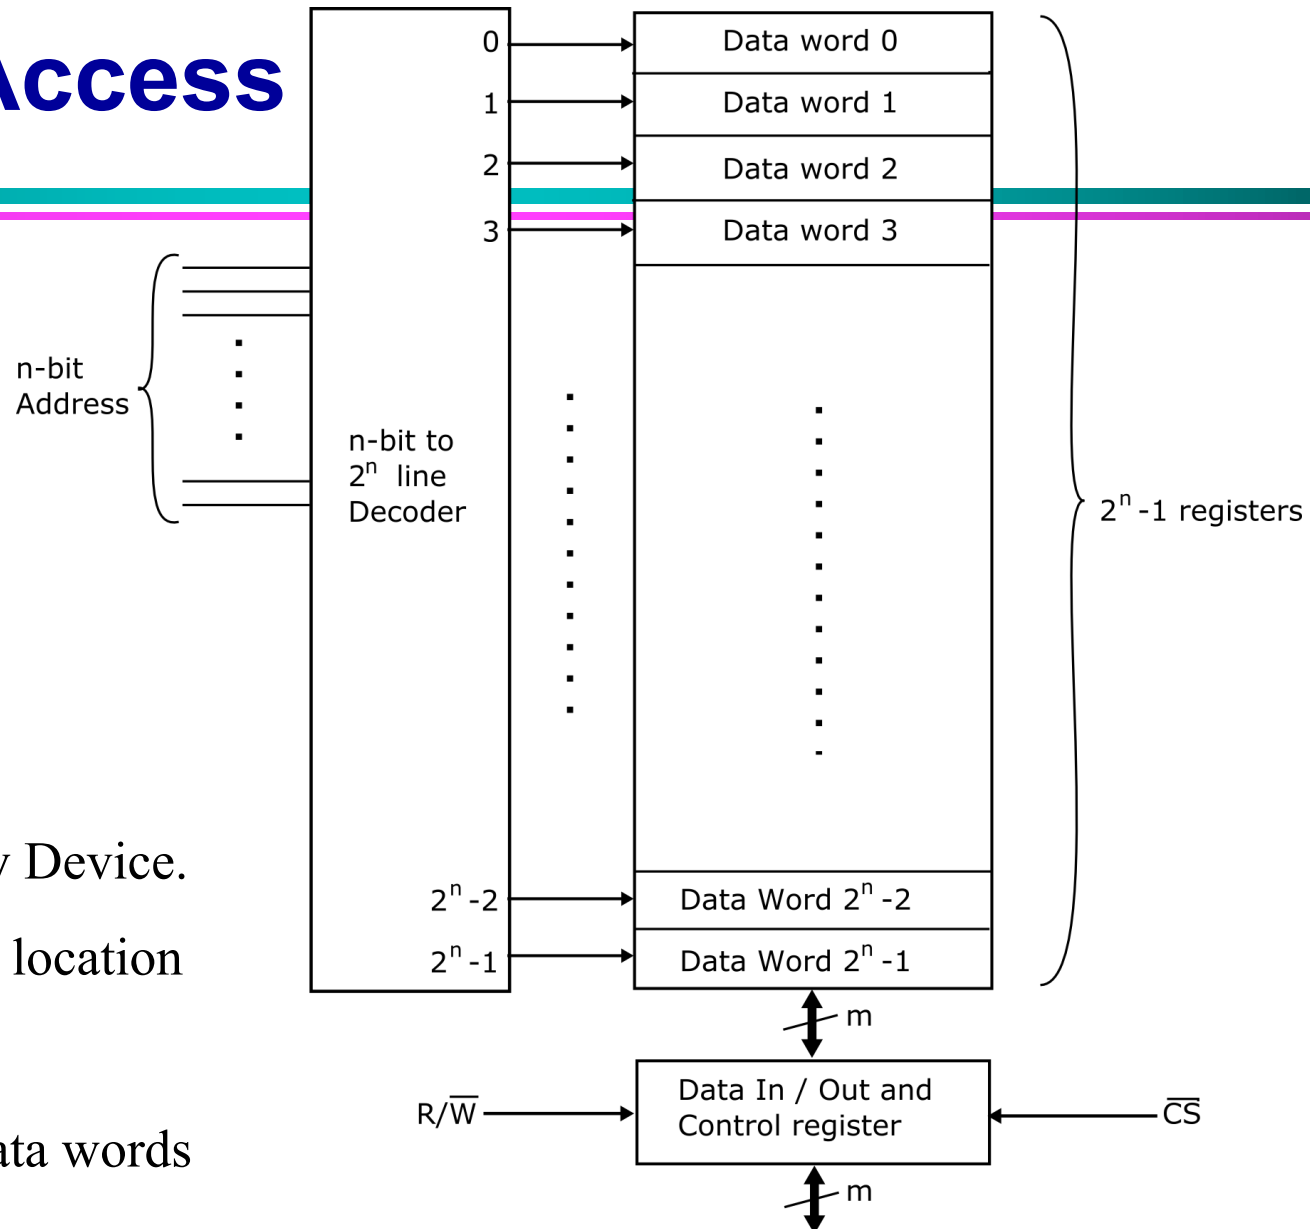 Access
0
Data word 0
1
Data word 1
2
Data word 2
3
Data word 3
n-bit
Address
n-bit to
2ⁿ line
Decoder
2ⁿ -1 registers
Device.
2ⁿ -2
Data Word 2ⁿ -2
location
2ⁿ -1
Data Word 2ⁿ -1
m
R/W̅
Data In / Out and
Control register
C̅S̅
words
m